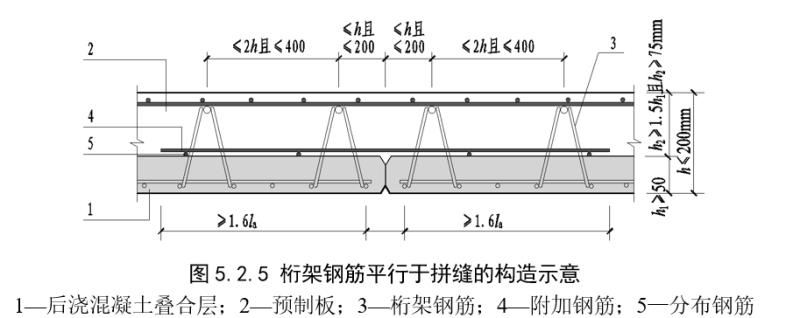 ≤h且 ≤h且
≤2h且≤400 ≤200 ≤200 ≤2h且≤400
2
3
4
5
1
h₂≥1.5h₁且h₂≥75mm
h≤200mm
h₁≥50
≥1.6lₐ ≥1.6lₐ
图 5.2.5 桁架钢筋平行于拼缝的构造示意
1—后浇混凝土叠合层；2—预制板；3—桁架钢筋；4—附加钢筋；5—分布钢筋